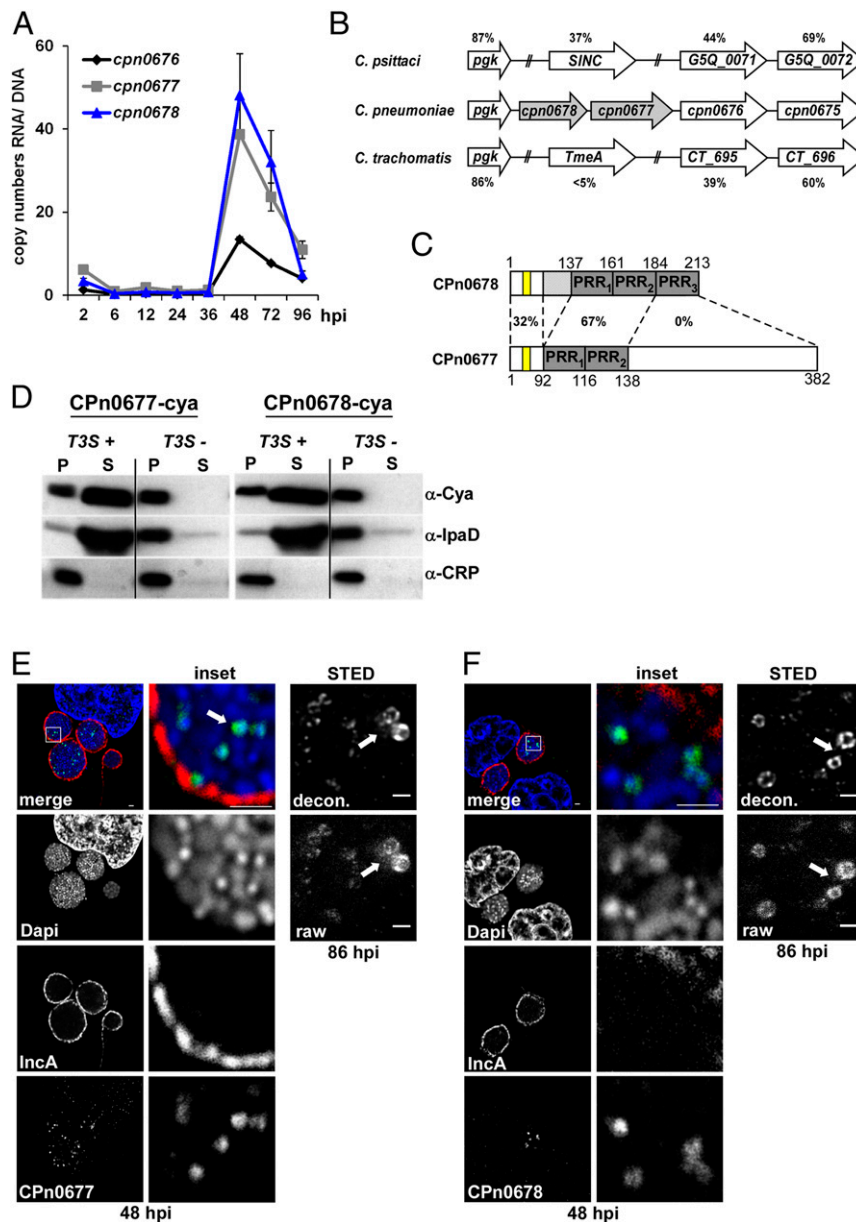 A
copy numbers RNA/ DNA
60
40
20
0
cpn0676
cpn0677
cpn0678
2 6 12 24 36 48 72 96 hpi
B
87% 37% 44% 69%
C. psittaci pgk // SINC // G5Q_0071 G5Q_0072
C. pneumoniae pgk cpn0678 cpn0677 cpn0676 cpn0675
C. trachomatis pgk // TmeA // CT_695 CT_696
86% <5% 39% 60%
C
1 137 161 184 213
CPn0678 PRR1 PRR2 PRR3
32% 67% 0%
CPn0677 PRR1 PRR2
1 92 116 138 382
D
CPn0677-cya CPn0678-cya
T3S + T3S - T3S + T3S -
P S P S P S P S
α-Cya
α-IpaD
α-CRP
E
inset STED
merge decon.
Dapi raw
86 hpi
IncA
CPn0677
48 hpi
F
inset STED
merge decon.
Dapi raw
86 hpi
IncA
CPn0678
48 hpi